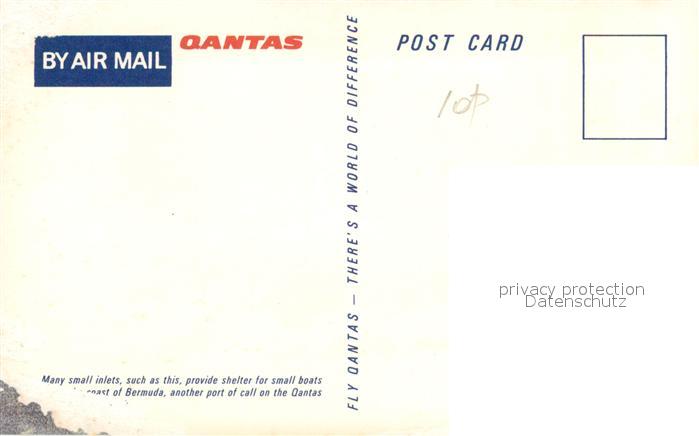 BY AIR MAIL
QANTAS
POST CARD
10¢
FLY QANTAS — THERE'S A WORLD OF DIFFERENCE
privacy protection
Datenschutz
Many small inlets, such as this, provide shelter for small boats
coast of Bermuda, another port of call on the Qantas